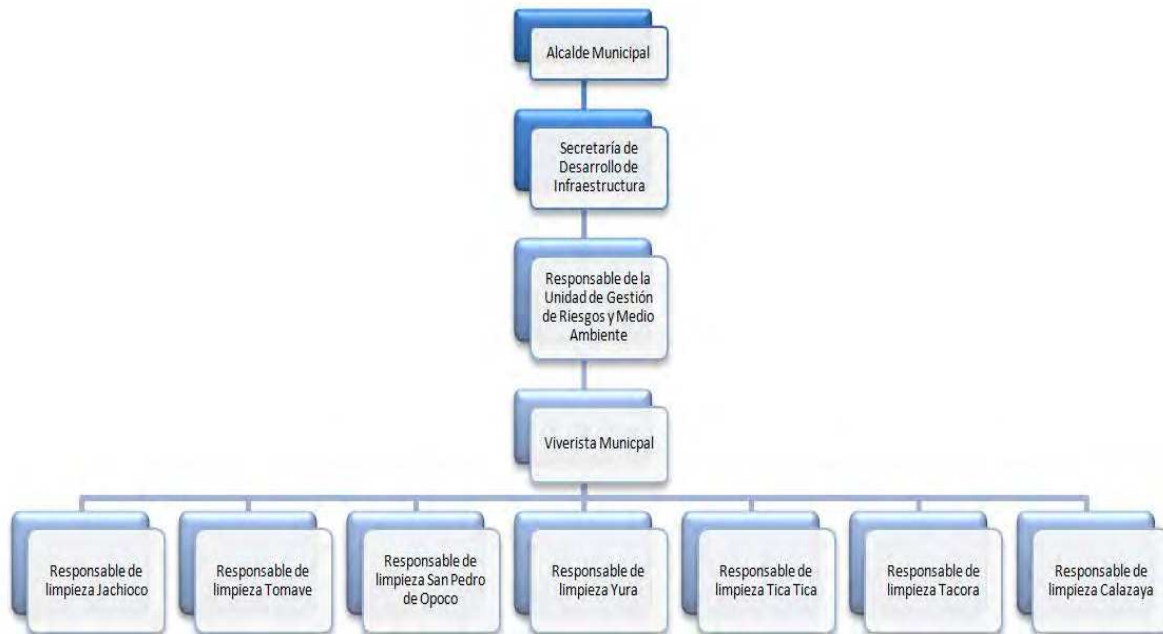 Alcalde Municipal
Secretaría de
Desarrollo de
Infraestructura
Responsable de la
Unidad de Gestión
de Riesgos y Medio
Ambiente
Viverista Municpal
Responsable de
limpieza Jachioco
Responsable de
limpieza Tomave
Responsable de
limpieza San Pedro
de Opoco
Responsable de
limpieza Yura
Responsable de
limpieza Tica Tica
Responsable de
limpieza Tacora
Responsable de
limpieza Calazaya